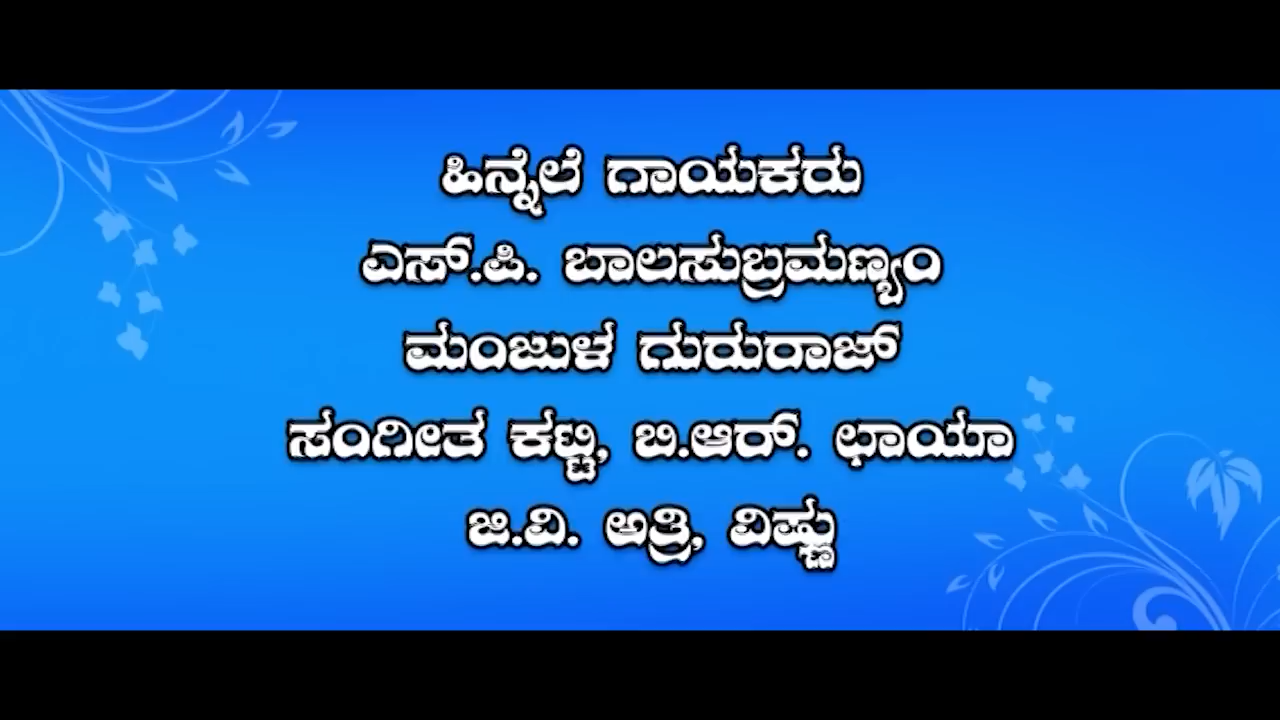 ಹಿನ್ನೆಲೆ ಗಾಯಕರು
ಎಸ್.ಪಿ. ಬಾಲಸುಬ್ರಮಣ್ಯಂ
ಮಂಜುಳ ಗುರುರಾಜ್
ಸಂಗೀತ ಕಟ್ಟಿ, ಬಿ.ಆರ್. ಛಾಯಾ
ಜಿ.ವಿ. ಅತ್ರಿ, ವಿಷ್ಣು